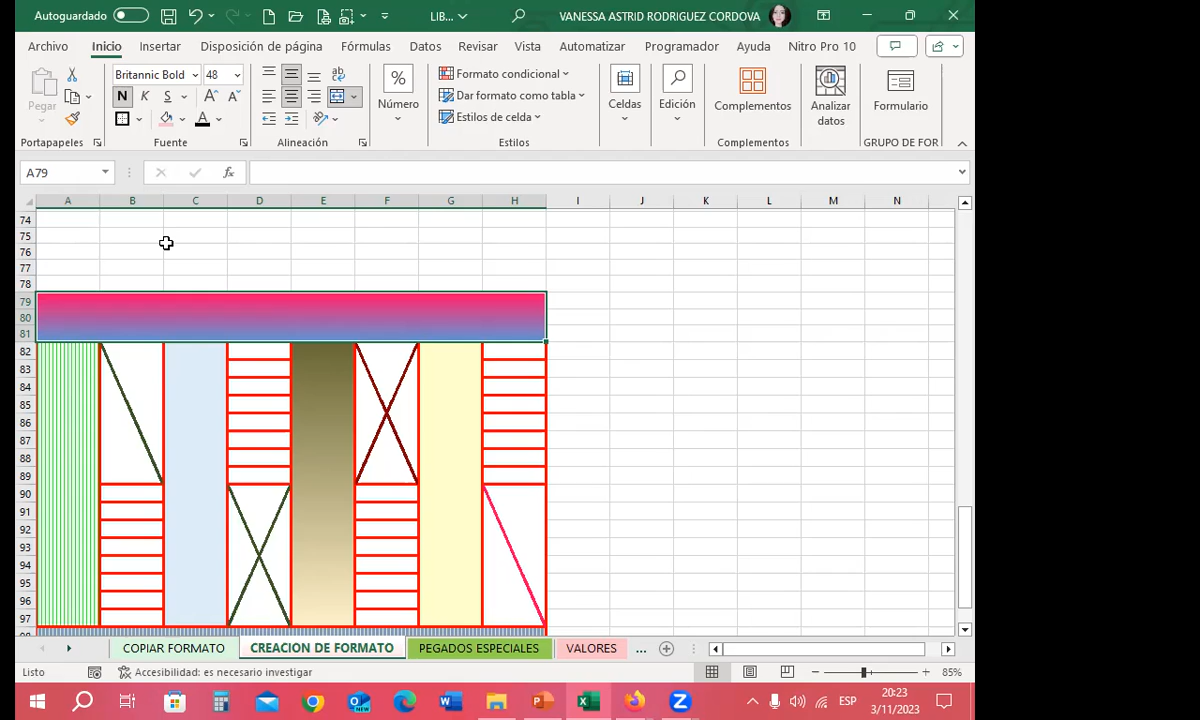 Autoguardado
LIB...
VANESSA ASTRID RODRIGUEZ CORDOVA
Archivo Inicio Insertar Disposición de página Fórmulas Datos Revisar Vista Automatizar Programador Ayuda Nitro Pro 10
Pegar
Britannic Bold 48
N K S
A A
ab
%
Número
Formato condicional
Dar formato como tabla
Estilos de celda
Celdas
Edición
Complementos
Analizar datos
Formulario
Portapapeles Fuente Alineación Estilos Complementos GRUPO DE FOR
A79 fx
A B C D E F G H I J K L M N
74
75
76
77
78
79
80
81
82
83
84
85
86
87
88
89
90
91
92
93
94
95
96
97
98
COPIAR FORMATO CREACION DE FORMATO PEGADOS ESPECIALES VALORES ...
Listo Accesibilidad: es necesario investigar 85%
ESP 20:23
3/11/2023